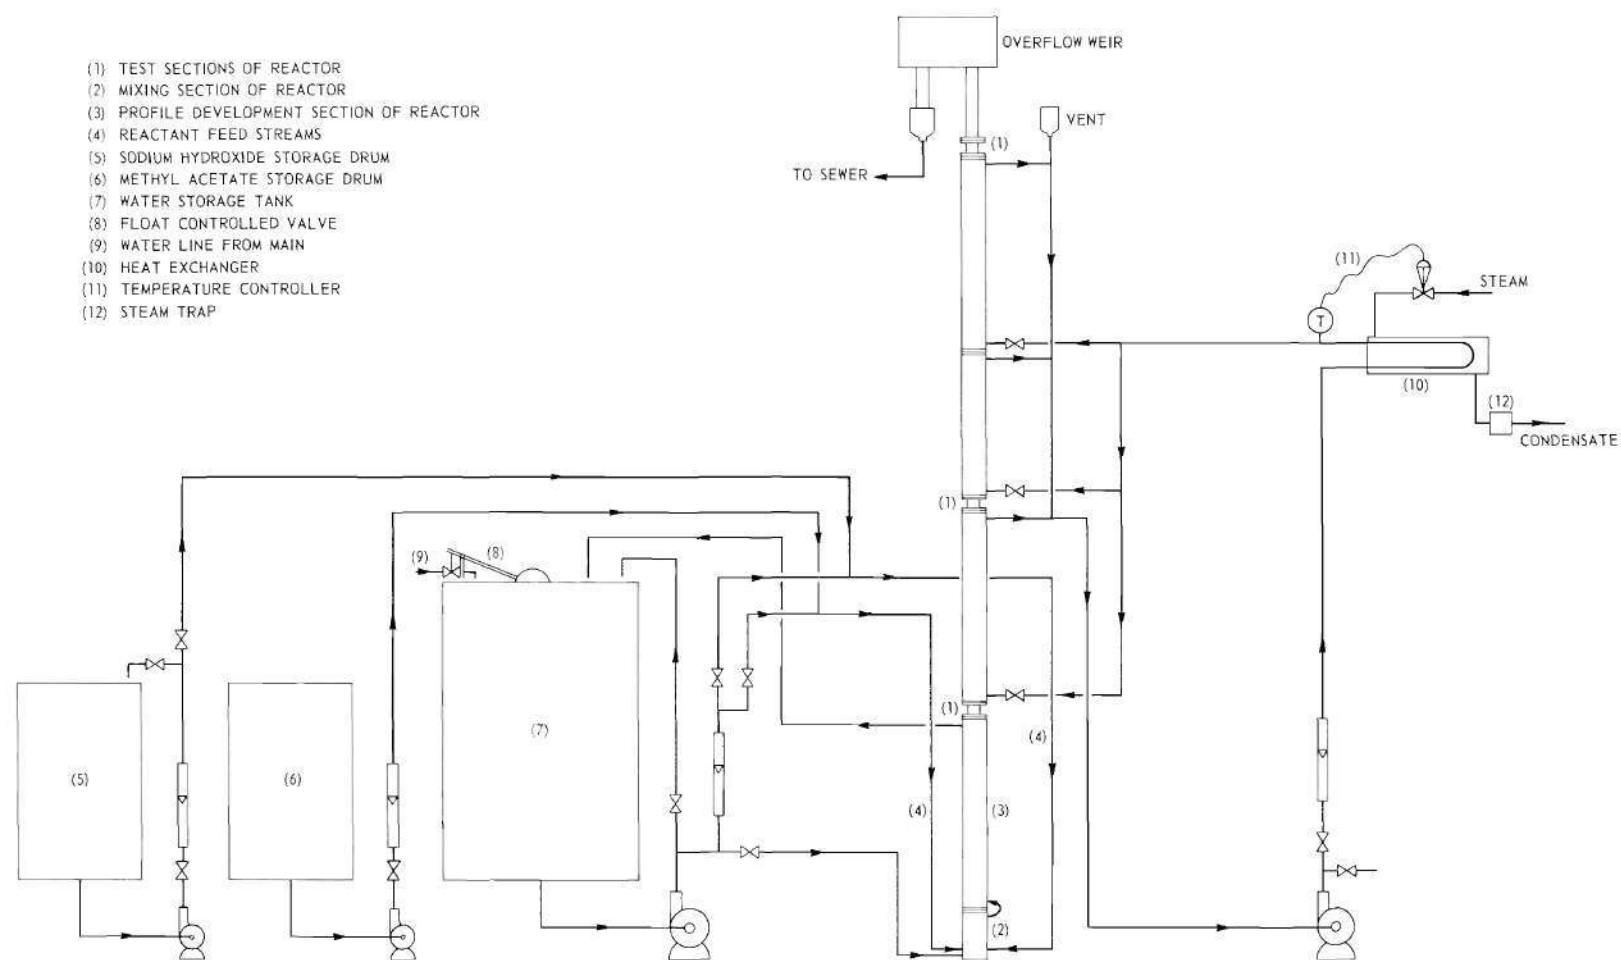 (1) TEST SECTIONS OF REACTOR
(2) MIXING SECTION OF REACTOR
(3) PROFILE DEVELOPMENT SECTION OF REACTOR
(4) REACTANT FEED STREAMS
(5) SODIUM HYDROXIDE STORAGE DRUM
(6) METHYL ACETATE STORAGE DRUM
(7) WATER STORAGE TANK
(8) FLOAT CONTROLLED VALVE
(9) WATER LINE FROM MAIN
(10) HEAT EXCHANGER
(11) TEMPERATURE CONTROLLER
(12) STEAM TRAP
OVERFLOW WEIR
VENT
(1)
TO SEWER
(11)
STEAM
T
(10)
(12)
CONDENSATE
(1)
(9)
(8)
(1)
(7)
(4)
(5)
(6)
(4)
(3)
(2)